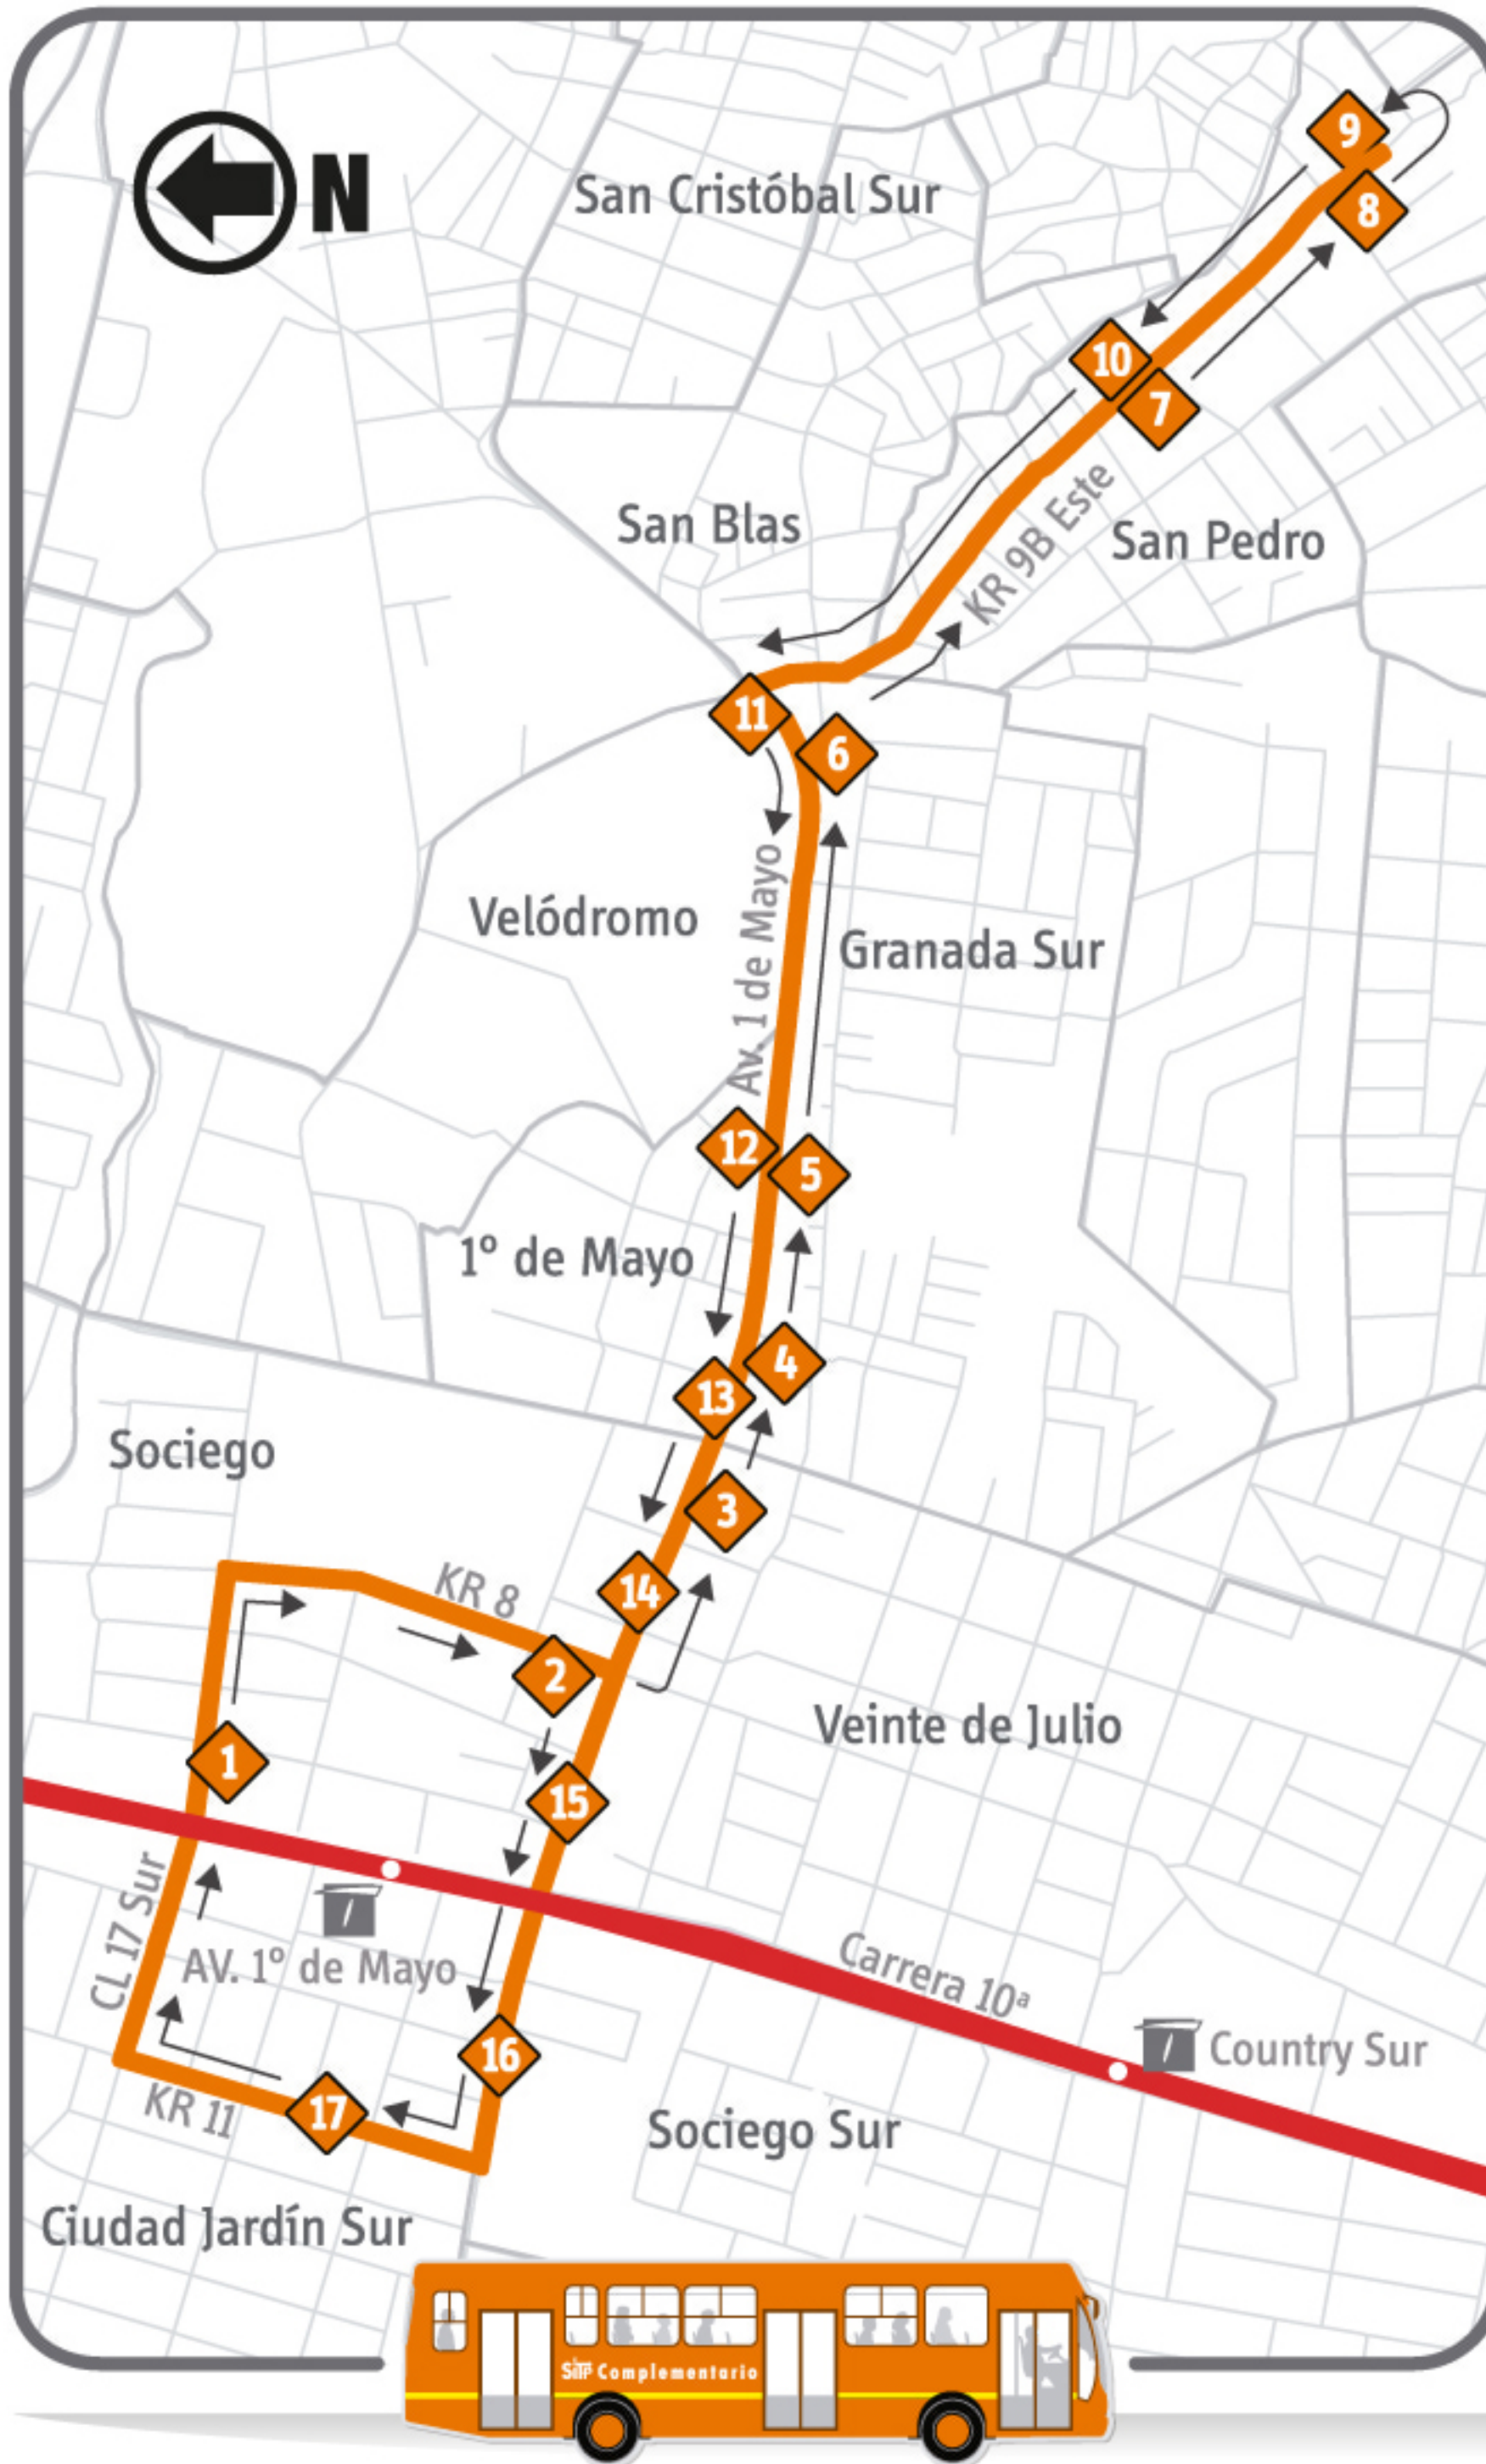 N
San Cristóbal Sur
9
8
10
7
San Blas
KR 9B Este
San Pedro
11
6
Velódromo
Av. 1 de Mayo
Granada Sur
12
5
1º de Mayo
4
13
Sociego
3
KR 8
14
2
Veinte de Julio
1
15
CL 17 Sur
AV. 1º de Mayo
Carrera 10ª
16
Country Sur
KR 11
17
Sociego Sur
Ciudad Jardín Sur
SITP Complementario